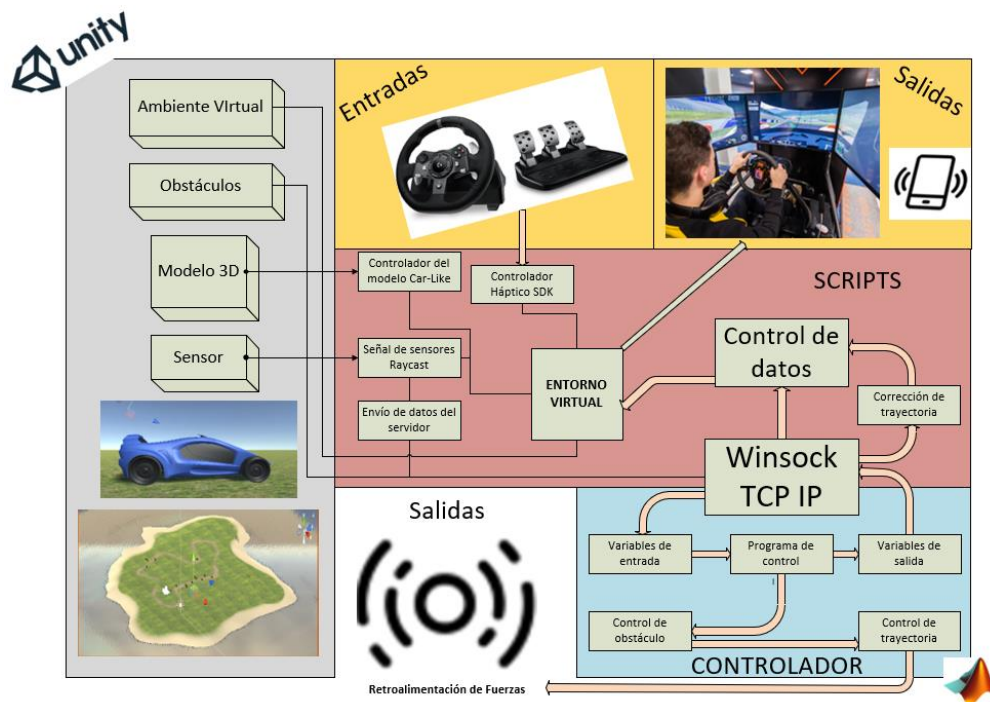 unity
Ambiente VIrtual
Obstáculos
Modelo 3D
Sensor
Entradas
Salidas
SCRIPTS
Controlador del
modelo Car-Like
Controlador
Háptico SDK
Señal de sensores
Raycast
Envío de datos del
servidor
ENTORNO
VIRTUAL
Control de
datos
Corrección de
trayectoria
Winsock
TCP IP
Salidas
Retroalimentación de Fuerzas
Variables de
entrada
Programa de
control
Variables de
salida
Control de
obstáculo
Control de
trayectoria
CONTROLADOR